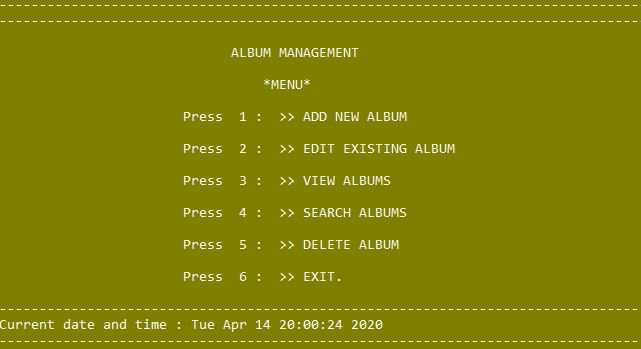 --------------------------------------------------------------------------------
--------------------------------------------------------------------------------
ALBUM MANAGEMENT
*MENU*
Press  1 :  >> ADD NEW ALBUM
Press  2 :  >> EDIT EXISTING ALBUM
Press  3 :  >> VIEW ALBUMS
Press  4 :  >> SEARCH ALBUMS
Press  5 :  >> DELETE ALBUM
Press  6 :  >> EXIT.
--------------------------------------------------------------------------------
Current date and time : Tue Apr 14 20:00:24 2020
--------------------------------------------------------------------------------